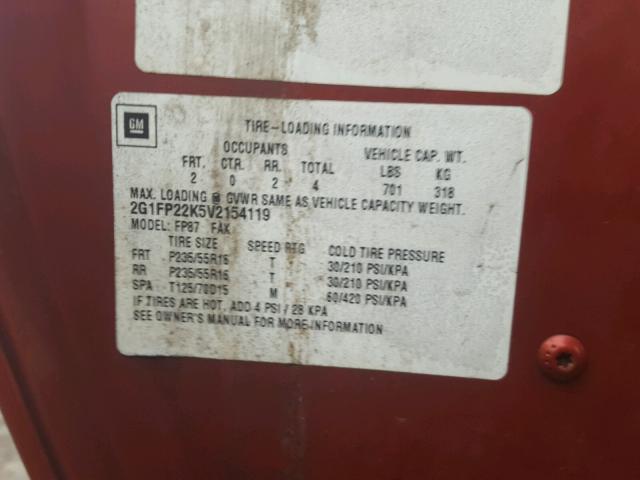 GM
TIRE-LOADING INFORMATION
OCCUPANTS VEHICLE CAP. WT.
FRT. CTR. RR. TOTAL LBS KG
2 0 2 4 701 318
MAX. LOADING @ GVWR SAME AS VEHICLE CAPACITY WEIGHT.
2G1FP22K5V2154119
MODEL: FP87 FAX
TIRE SIZE SPEED RTG COLD TIRE PRESSURE
FRT P235/55R16 T 30/210 PSI/KPA
RR P235/55R16 T 30/210 PSI/KPA
SPA T125/70D15 M 60/420 PSI/KPA
IF TIRES ARE HOT, ADD 4 PSI / 28 KPA
SEE OWNER'S MANUAL FOR MORE INFORMATION